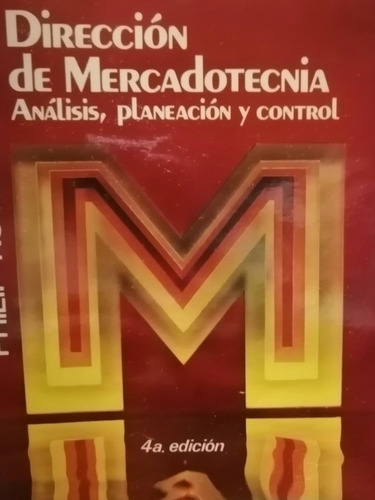 Dirección
de Mercadotecnia
Análisis, planeación y control
M
4a. edición